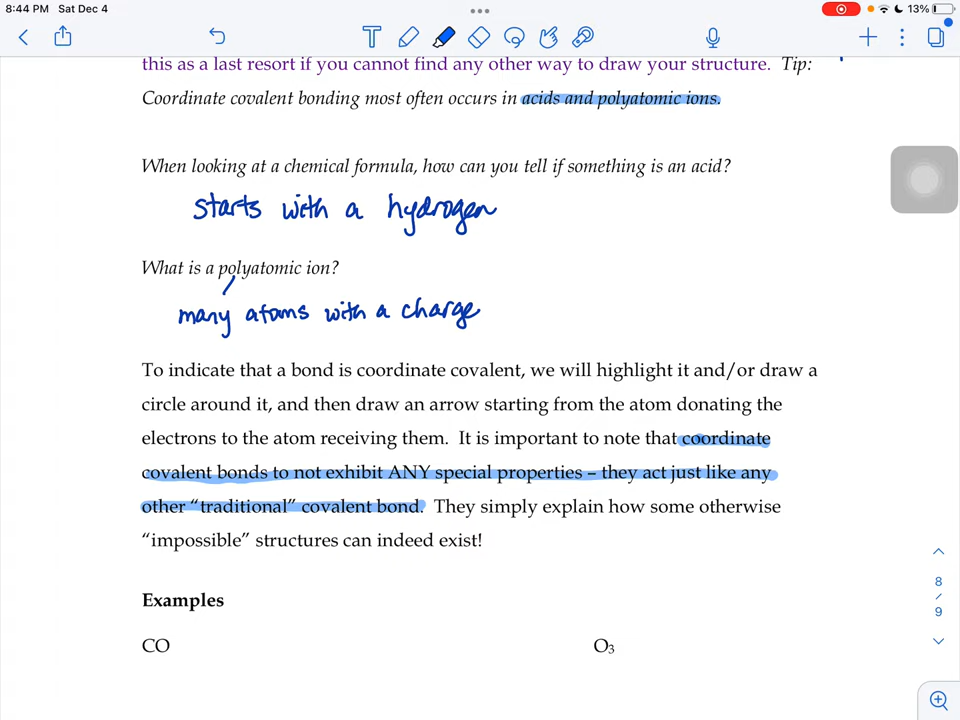 8:44 PM Sat Dec 4
13%
this as a last resort if you cannot find any other way to draw your structure. Tip:
Coordinate covalent bonding most often occurs in acids and polyatomic ions.
When looking at a chemical formula, how can you tell if something is an acid?
starts with a hydrogen
What is a polyatomic ion?
many atoms with a charge
To indicate that a bond is coordinate covalent, we will highlight it and/or draw a
circle around it, and then draw an arrow starting from the atom donating the
electrons to the atom receiving them. It is important to note that coordinate
covalent bonds to not exhibit ANY special properties – they act just like any
other “traditional” covalent bond. They simply explain how some otherwise
“impossible” structures can indeed exist!
8
/
9
Examples
CO O₃